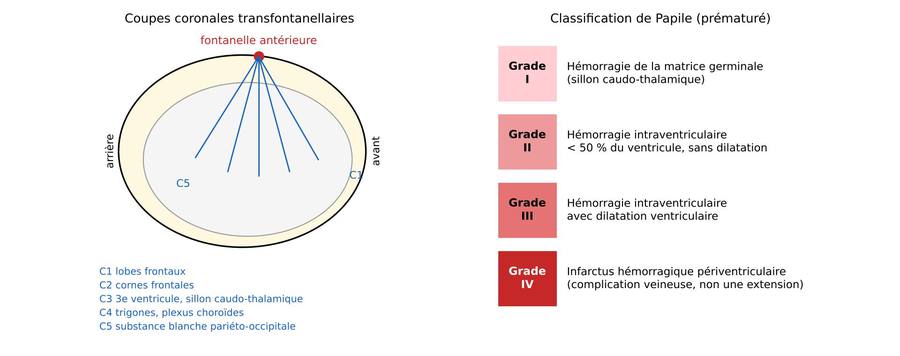 Coupes coronales transfontanellaires
fontanelle antérieure
arrière
avant
C1
C5
C1 lobes frontaux
C2 cornes frontales
C3 3e ventricule, sillon caudo-thalamique
C4 trigones, plexus choroïdes
C5 substance blanche pariéto-occipitale
Classification de Papile (prématuré)
Grade
I
Hémorragie de la matrice germinale
(sillon caudo-thalamique)
Grade
II
Hémorragie intraventriculaire
< 50 % du ventricule, sans dilatation
Grade
III
Hémorragie intraventriculaire
avec dilatation ventriculaire
Grade
IV
Infarctus hémorragique périventriculaire
(complication veineuse, non une extension)